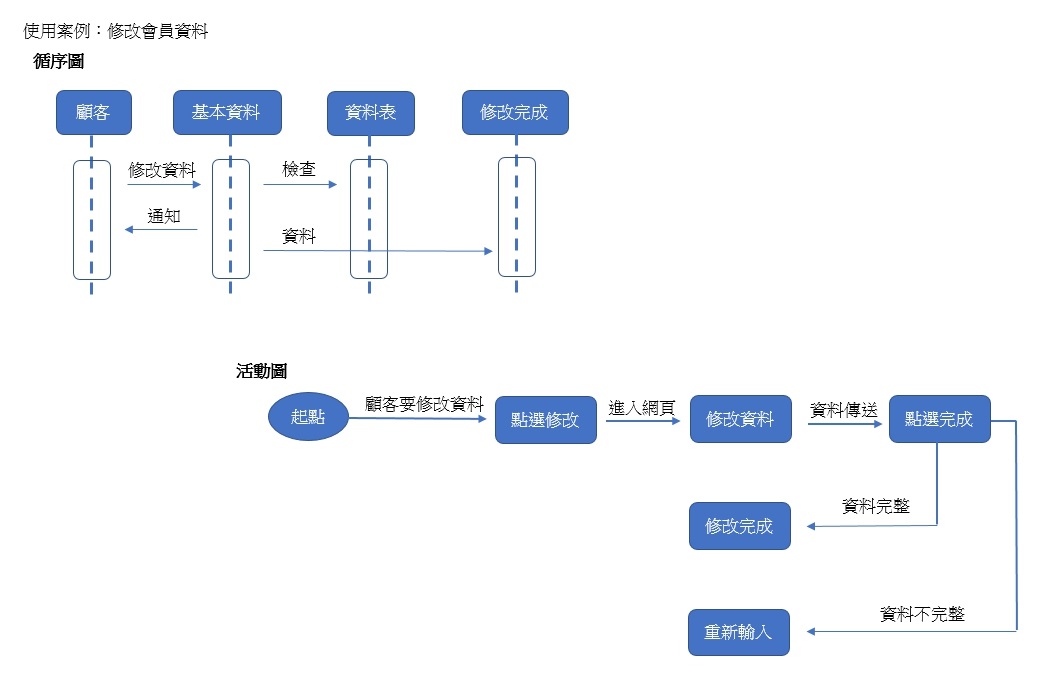 使用案例：修改會員資料
循序圖
顧客
基本資料
資料表
修改完成
修改資料
檢查
通知
資料
活動圖
起點
顧客要修改資料
點選修改
進入網頁
修改資料
資料傳送
點選完成
資料完整
修改完成
資料不完整
重新輸入